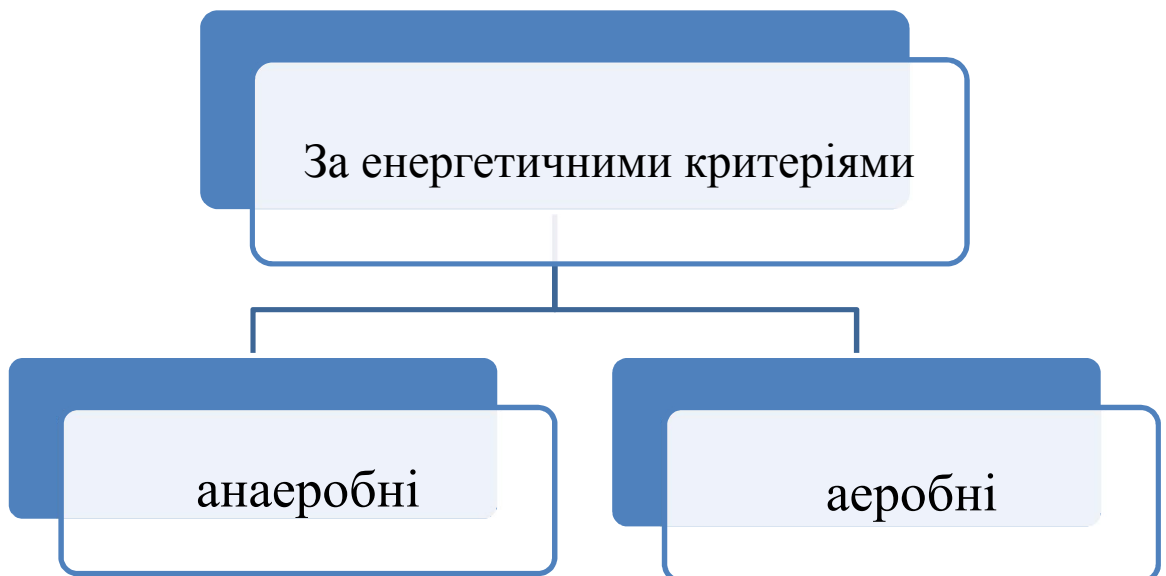 За енергетичними критеріями
анаеробні
аеробні